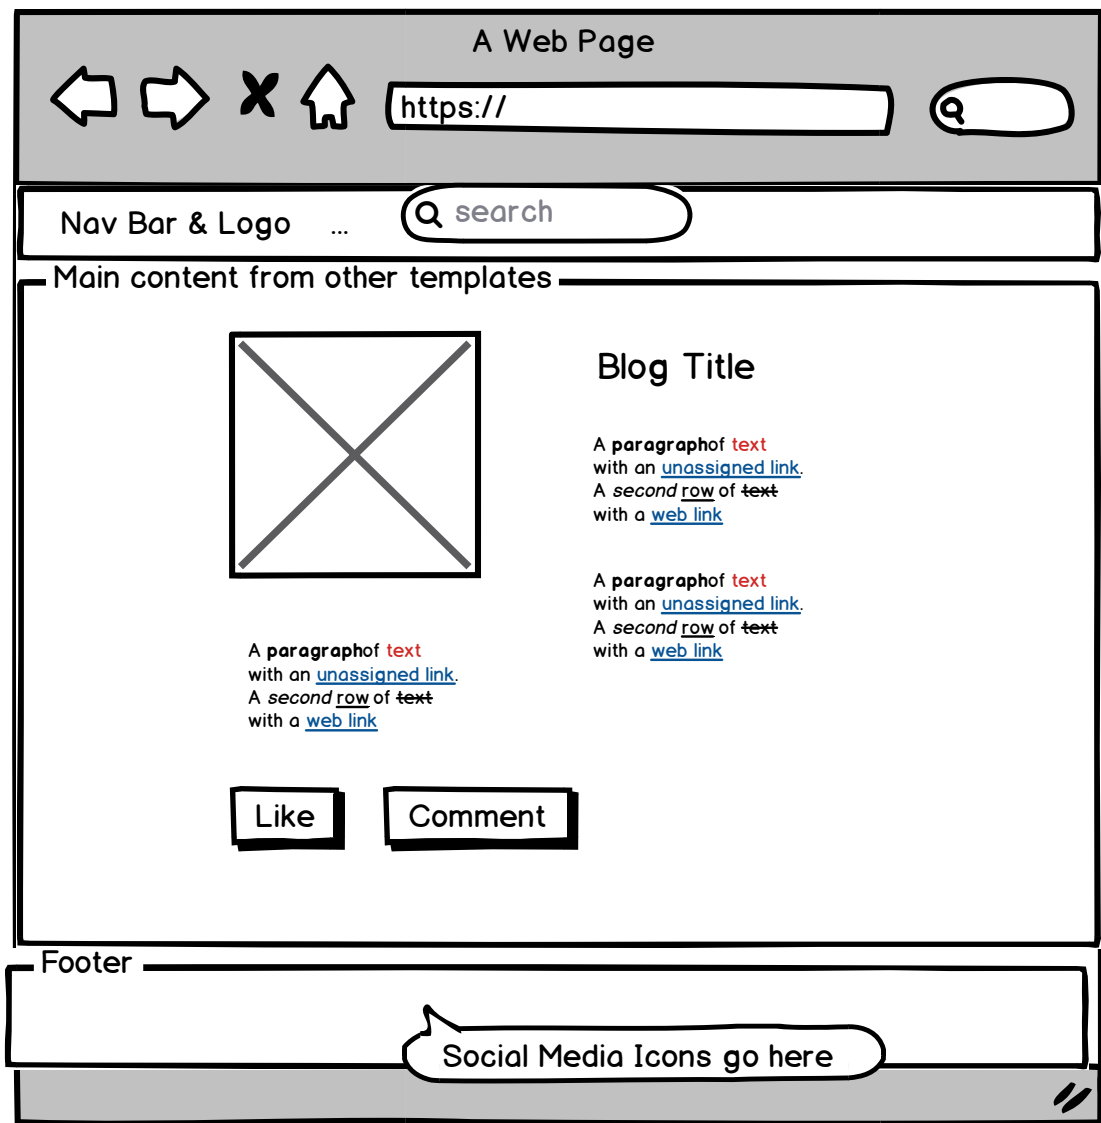 A Web Page
https://
Nav Bar & Logo ... search
Main content from other templates
Blog Title
A paragraphof text
with an unassigned link.
A second row of text
with a web link
A paragraphof text
with an unassigned link.
A second row of text
with a web link
A paragraphof text
with an unassigned link.
A second row of text
with a web link
Like Comment
Footer
Social Media Icons go here